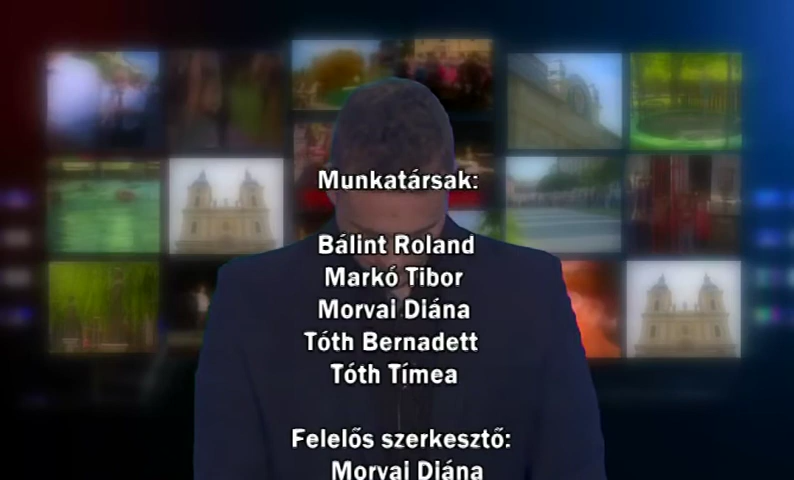 Munkatársak:
Bálint Roland
Markó Tibor
Morvai Diána
Tóth Bernadett
Tóth Tímea
Felelős szerkesztő:
Morvai Diána